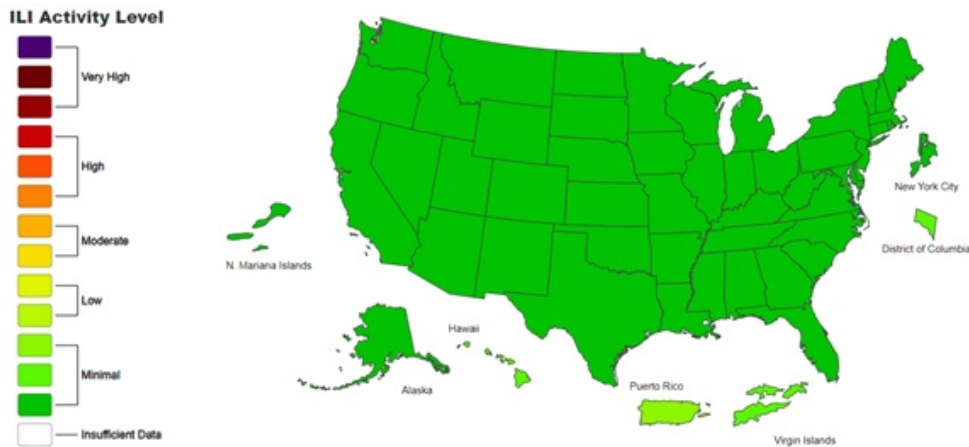 ILI Activity Level
Very High
High
Moderate
Low
Minimal
Insufficient Data
New York City
District of Columbia
N. Mariana Islands
Hawaii
Alaska
Puerto Rico
Virgin Islands